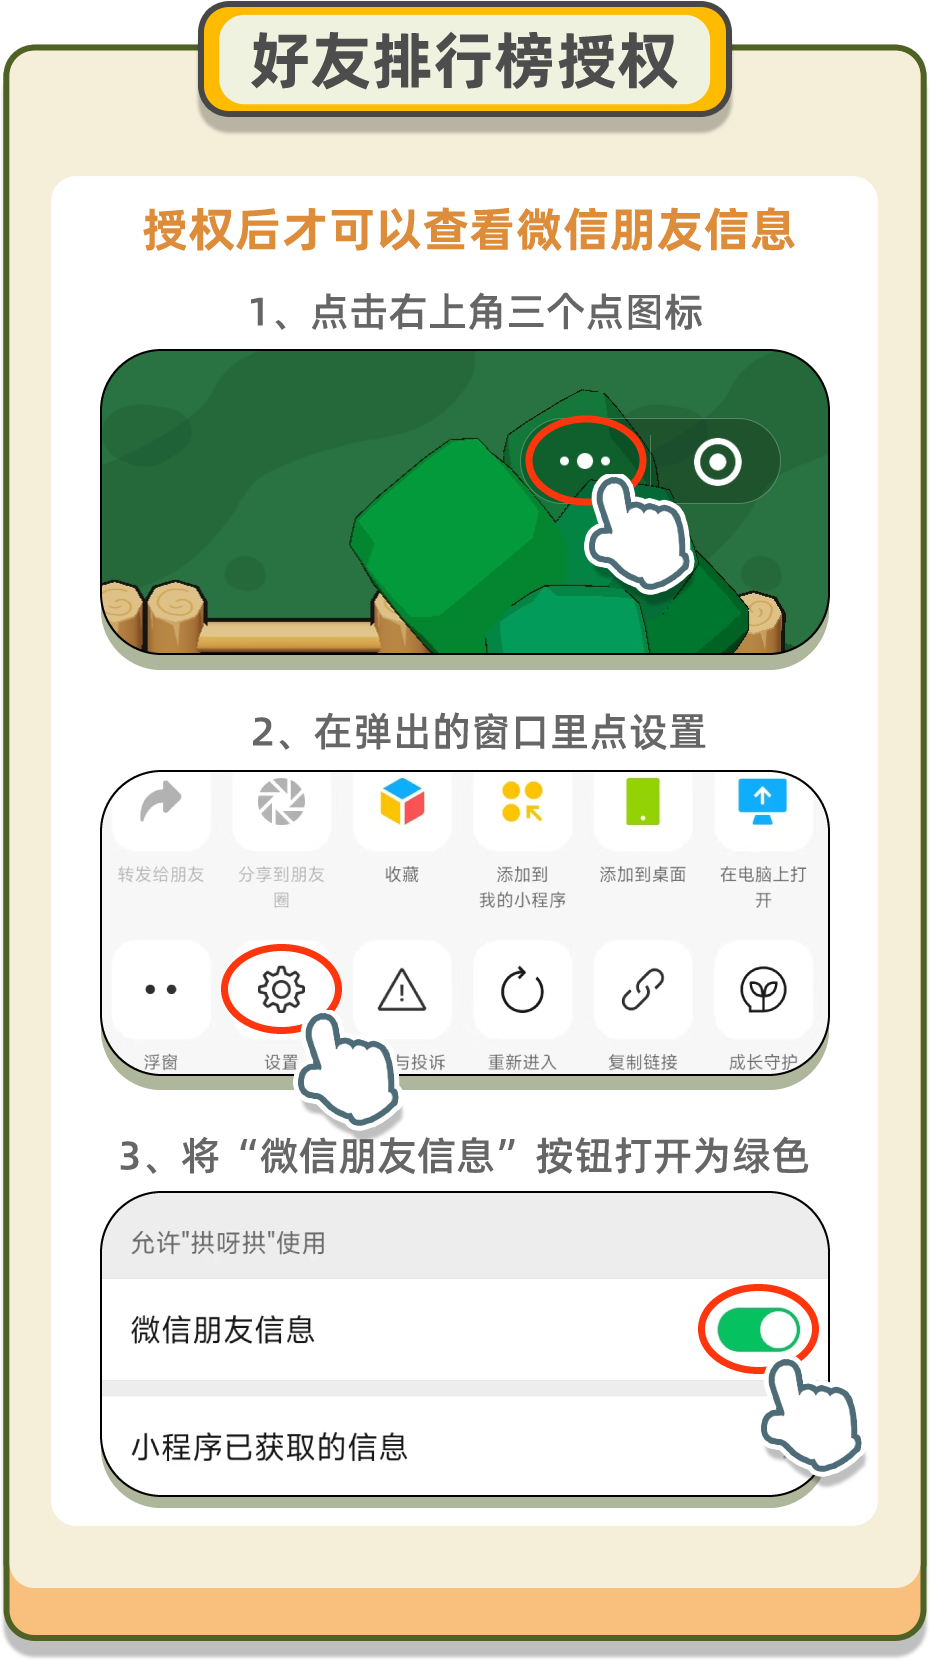 好友排行榜授权
授权后才可以查看微信朋友信息
1、点击右上角三个点图标
2、在弹出的窗口里点设置
转发给朋友
分享到朋友
圈
收藏
添加到
我的小程序
添加到桌面
在电脑上打
开
浮窗
设置
与投诉
重新进入
复制链接
成长守护
3、将“微信朋友信息”按钮打开为绿色
允许"拱呀拱"使用
微信朋友信息
小程序已获取的信息